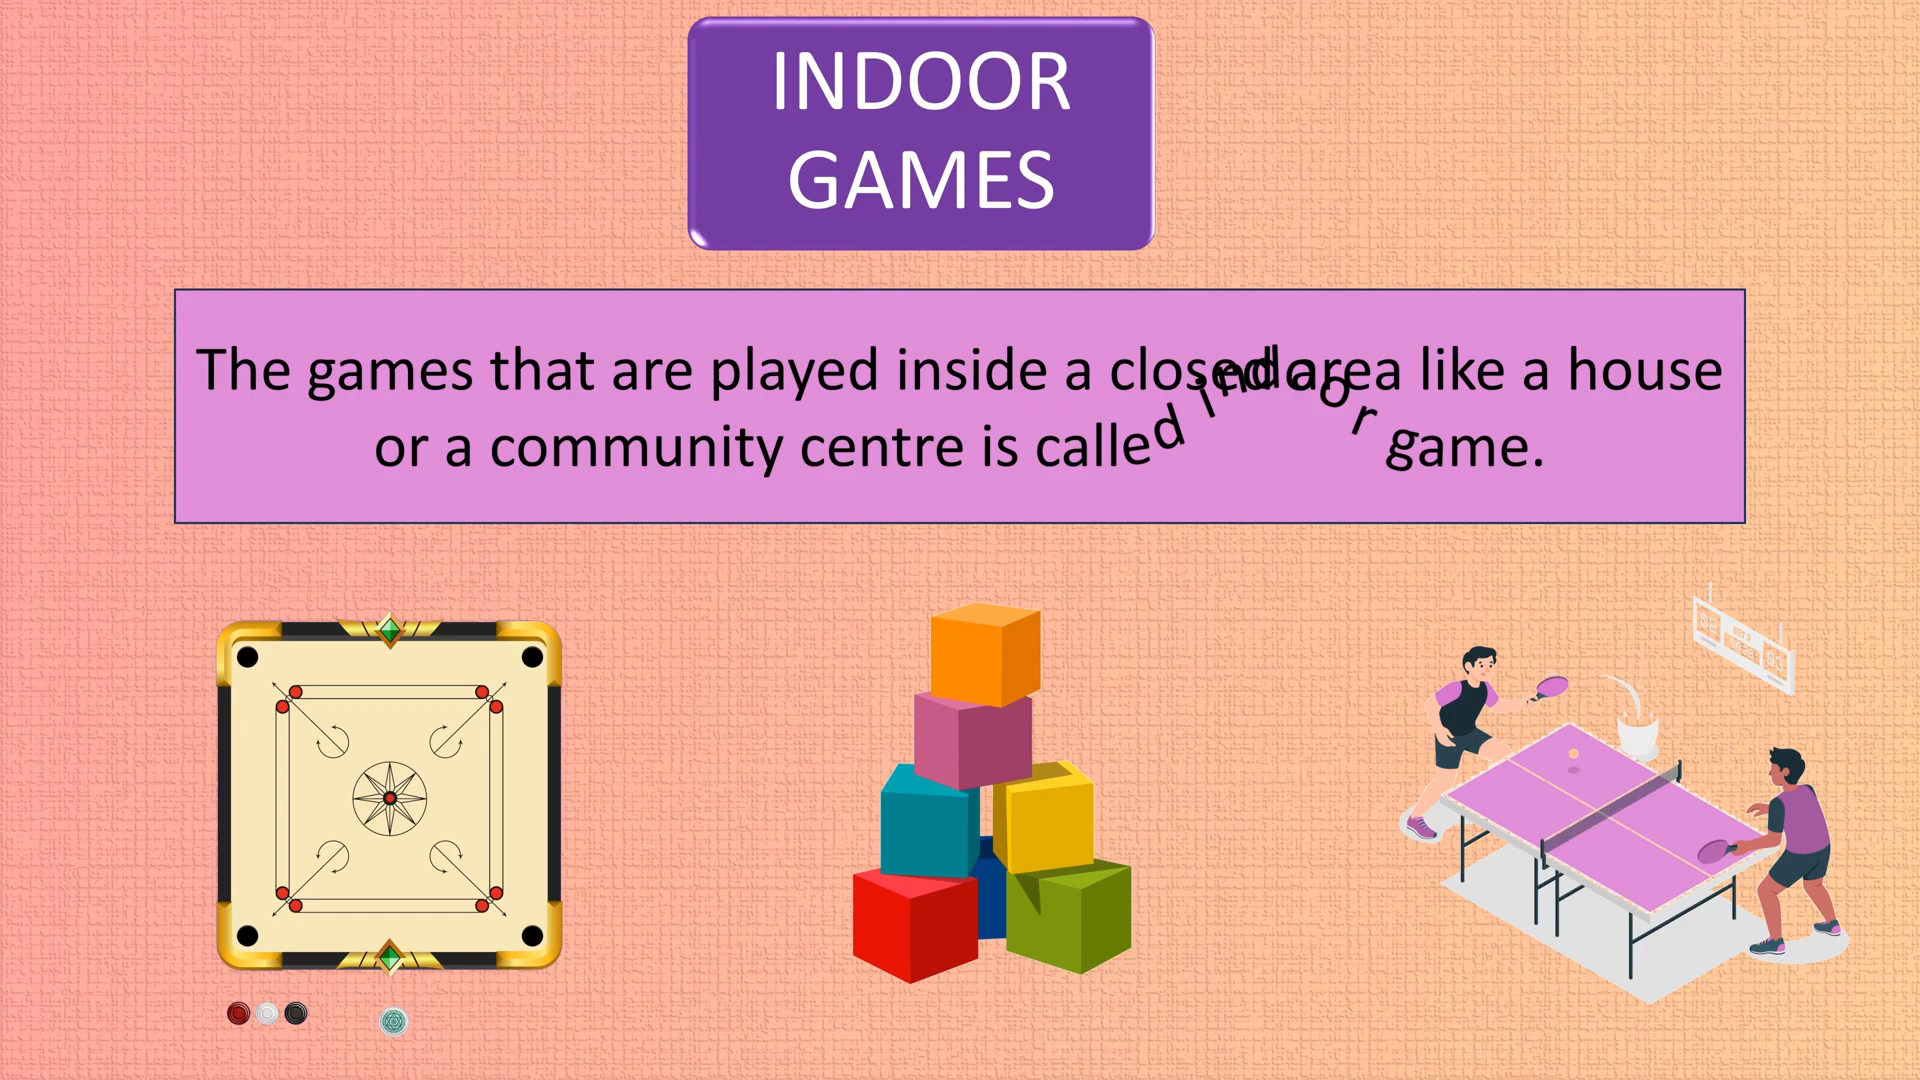 INDOOR
GAMES
The games that are played inside a closed area like a house
or a community centre is called indoor game.